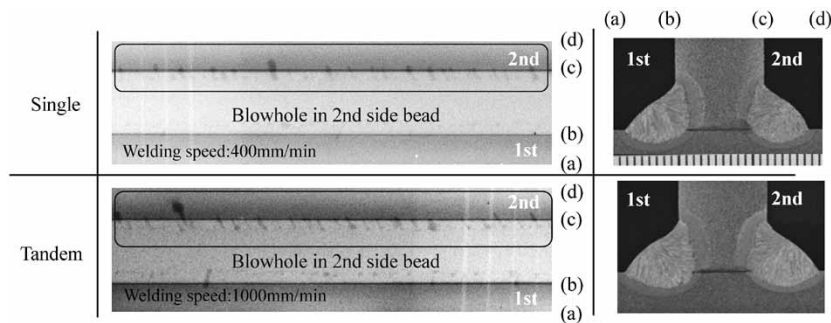 (a) (b) (c) (d)
Single
2nd
Blowhole in 2nd side bead
Welding speed:400mm/min
1st
(d)
(c)
(b)
(a)
1st 2nd
Tandem
2nd
Blowhole in 2nd side bead
Welding speed:1000mm/min
1st
(d)
(c)
(b)
(a)
1st 2nd